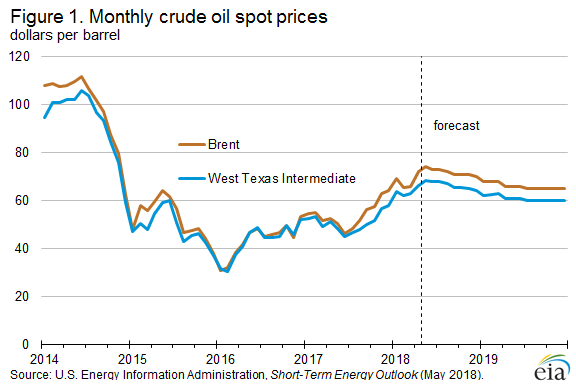 Figure 1. Monthly crude oil spot prices
dollars per barrel
120
100
80
60
40
20
0
Brent
West Texas Intermediate
forecast
2014 2015 2016 2017 2018 2019
Source: U.S. Energy Information Administration, Short-Term Energy Outlook (May 2018).
eia